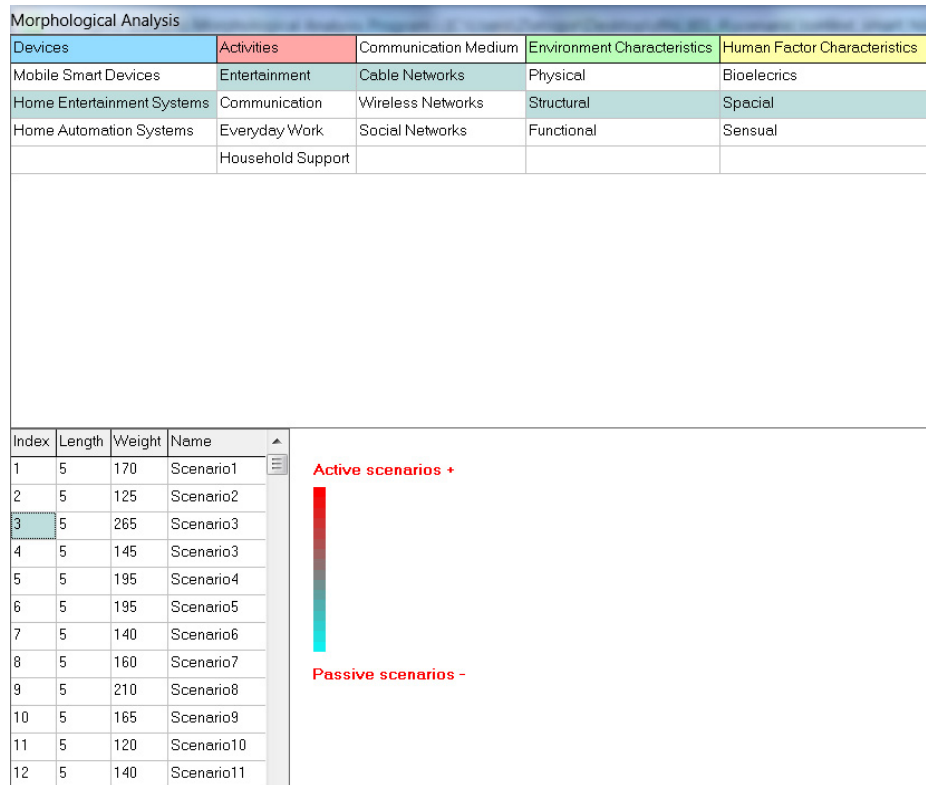 Morphological Analysis
Devices Activities Communication Medium Environment Characteristics Human Factor Characteristics
Mobile Smart Devices Entertainment Cable Networks Physical Bioelecrics
Home Entertainment Systems Communication Wireless Networks Structural Spacial
Home Automation Systems Everyday Work Social Networks Functional Sensual
Household Support
Index Length Weight Name
1 5 170 Scenario1
2 5 125 Scenario2
3 5 265 Scenario3
4 5 145 Scenario3
5 5 195 Scenario4
6 5 195 Scenario5
7 5 140 Scenario6
8 5 160 Scenario7
9 5 210 Scenario8
10 5 165 Scenario9
11 5 120 Scenario10
12 5 140 Scenario11
Active scenarios +
Passive scenarios -